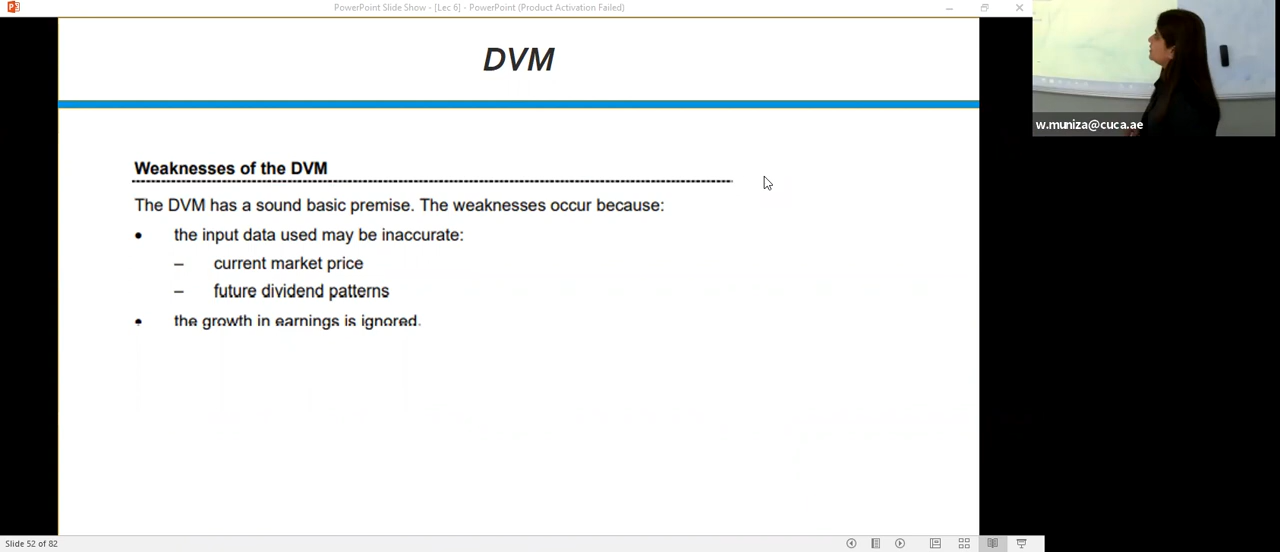 PowerPoint Slide Show - [Lec 6] - PowerPoint (Product Activation Failed)
DVM
w.muniza@cuca.ae
Weaknesses of the DVM
The DVM has a sound basic premise. The weaknesses occur because:
• the input data used may be inaccurate:
– current market price
– future dividend patterns
• the growth in earnings is ignored.
Slide 52 of 82